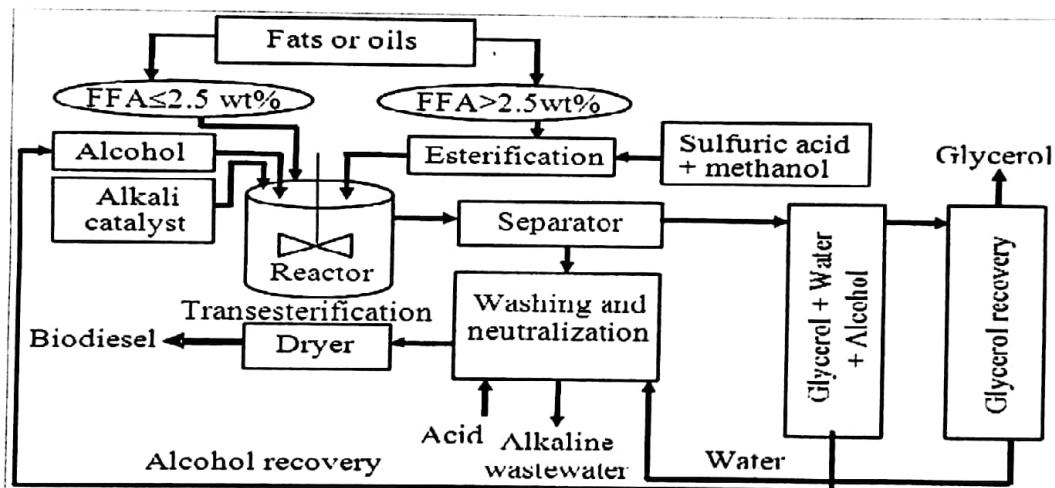 Fats or oils
FFA≤2.5 wt%
FFA>2.5wt%
Alcohol
Esterification
Sulfuric acid
+ methanol
Glycerol
Alkali
catalyst
Separator
Reactor
Transesterification
Washing and
neutralization
Glycerol + Water
+ Alcohol
Glycerol recovery
Biodiesel
Dryer
Acid
Alkaline
wastewater
Water
Alcohol recovery